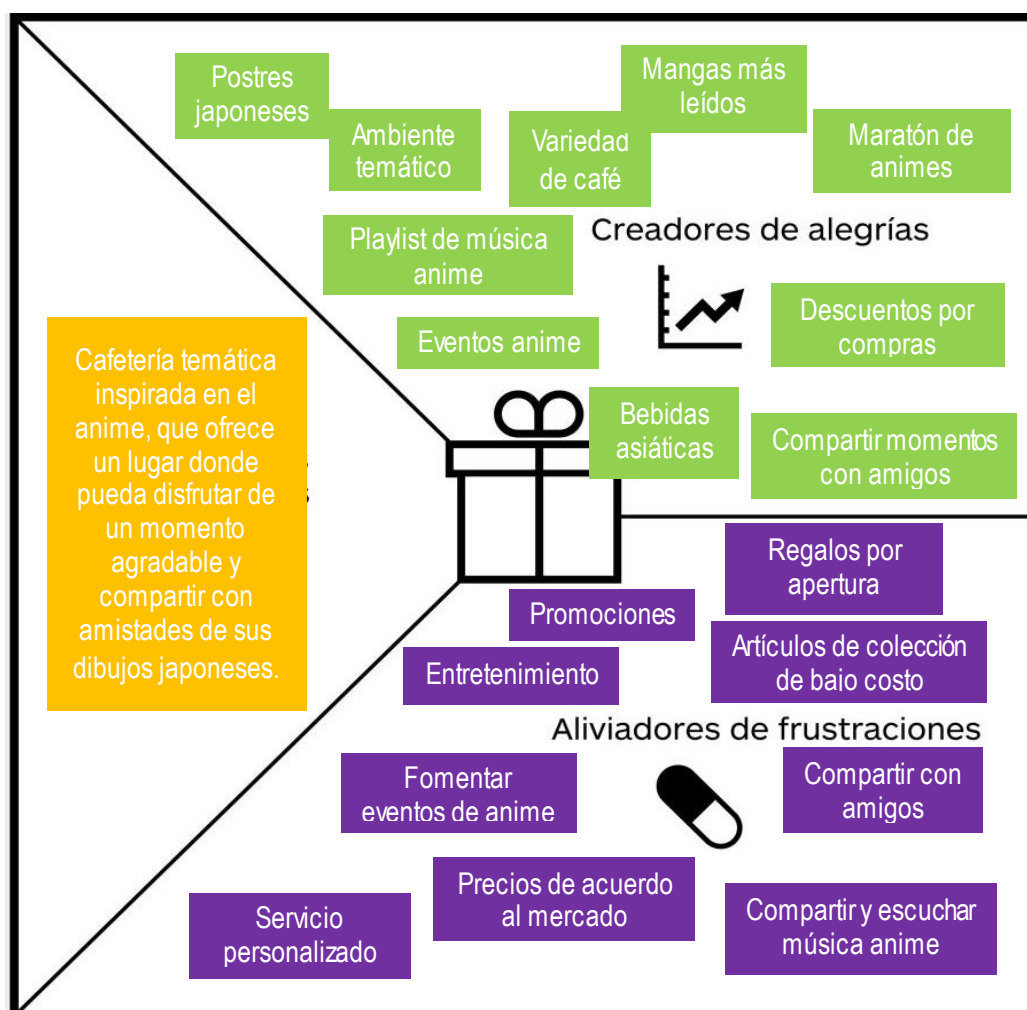 Postres
japoneses
Ambiente
temático
Variedad
de café
Mangas más
leídos
Maratón de
animes
Playlist de música
anime
Creadores de alegrías
Eventos anime
Descuentos por
compras
Bebidas
asiáticas
Compartir momentos
con amigos
Cafetería temática
inspirada en el
anime, que ofrece
un lugar donde
pueda disfrutar de
un momento
agradable y
compartir con
amistades de sus
dibujos japoneses.
Regalos por
apertura
Promociones
Artículos de colección
de bajo costo
Entretenimiento
Aliviadores de frustraciones
Fomentar
eventos de anime
Compartir con
amigos
Precios de acuerdo
al mercado
Servicio
personalizado
Compartir y escuchar
música anime